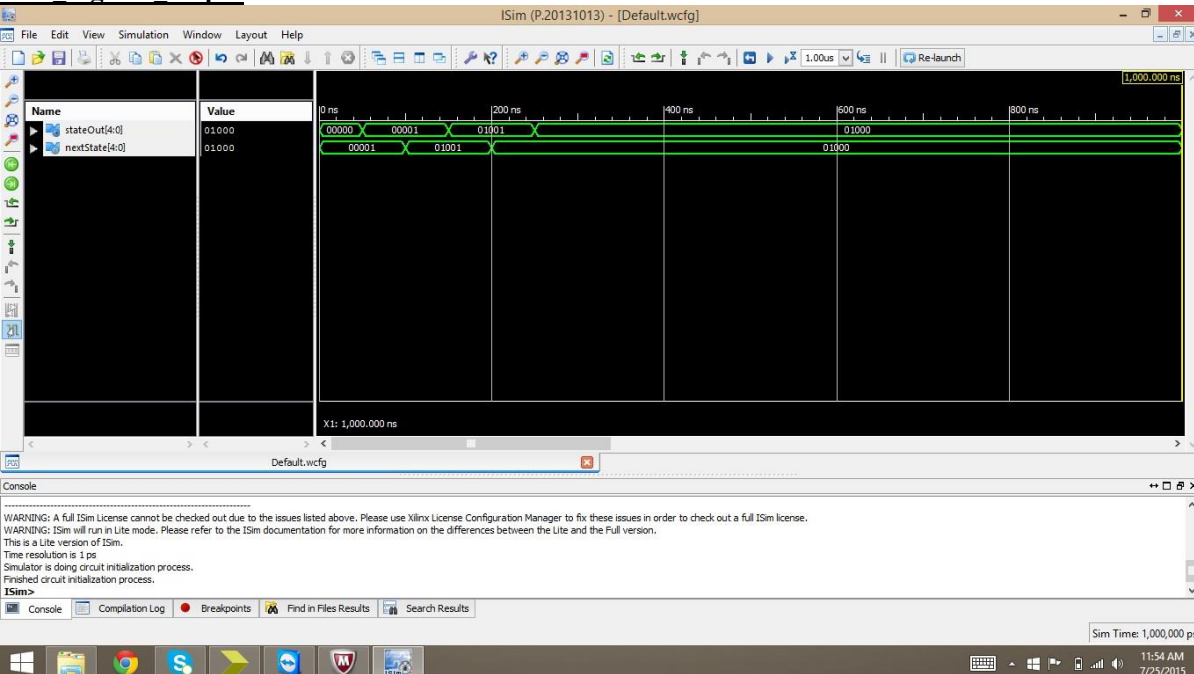 ISim (P.20131013) - [Default.wcfg]
File Edit View Simulation Window Layout Help
1.00us Re-launch
1,000.000 ns
Name Value
0 ns 200 ns 400 ns 600 ns 800 ns
stateOut[4:0] 01000 00000 00001 01001 01000
nextState[4:0] 01000 00001 01001 01000
X1: 1,000.000 ns
Default.wcfg
Console
WARNING: A full ISim License cannot be checked out due to the issues listed above. Please use Xilinx License Configuration Manager to fix these issues in order to check out a full ISim license.
WARNING: ISim will run in Lite mode. Please refer to the ISim documentation for more information on the differences between the Lite and the Full version.
This is a Lite version of ISim.
Time resolution is 1 ps
Simulator is doing circuit initialization process.
Finished circuit initialization process.
ISim>
Console Compilation Log Breakpoints Find in Files Results Search Results
Sim Time: 1,000,000 p
11:54 AM
7/25/2015